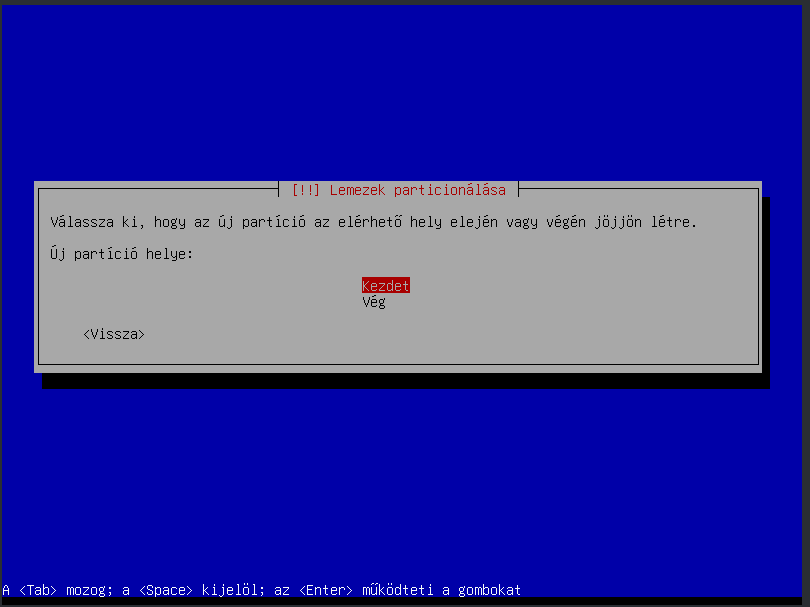 [!!] Lemezek particionálása
Válassza ki, hogy az új partíció az elérhető hely elején vagy végén jöjjön létre.
Új partíció helye:
Kezdet
Vég
<Vissza>
A <Tab> mozog; a <Space> kijelöl; az <Enter> működteti a gombokat